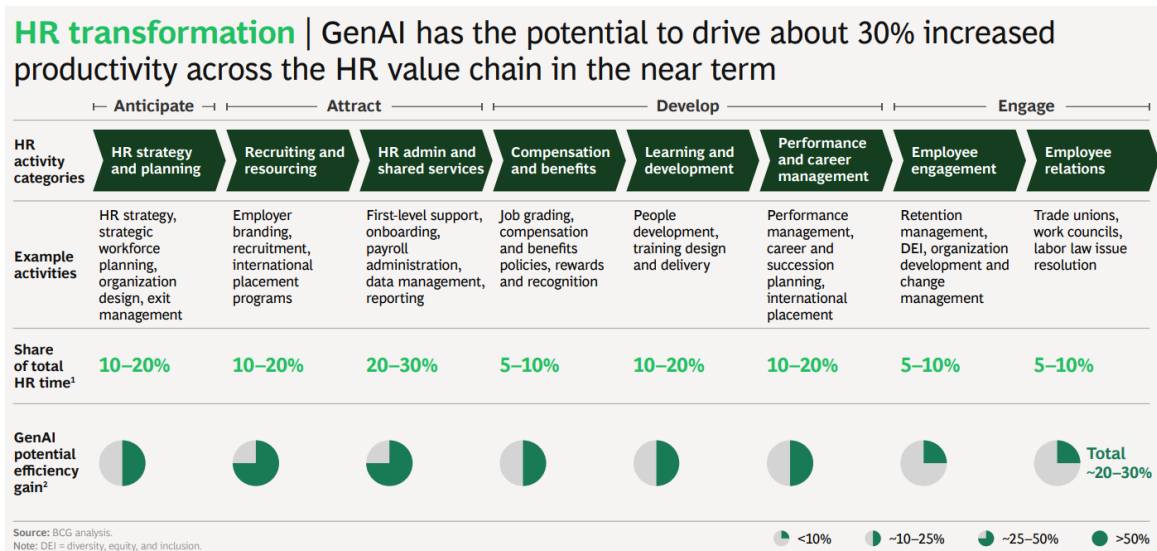 HR transformation | GenAI has the potential to drive about 30% increased
productivity across the HR value chain in the near term
Anticipate
Attract
Develop
Engage
HR
activity
categories
HR strategy
and planning
Recruiting and
resourcing
HR admin and
shared services
Compensation
and benefits
Learning and
development
Performance
and career
management
Employee
engagement
Employee
relations
Example
activities
HR strategy,
strategic
workforce
planning,
organization
design, exit
management
Employer
branding,
recruitment,
international
placement
programs
First-level support,
onboarding,
payroll
administration,
data management,
reporting
Job grading,
compensation
and benefits
policies, rewards
and recognition
People
development,
training design
and delivery
Performance
management,
career and
succession
planning,
international
placement
Retention
management,
DEI, organization
development and
change
management
Trade unions,
work councils,
labor law issue
resolution
Share
of total
HR time¹
10–20%
10–20%
20–30%
5–10%
10–20%
10–20%
5–10%
5–10%
GenAI
potential
efficiency
gain²
Total
~20–30%
Source: BCG analysis.
Note: DEI = diversity, equity, and inclusion.
<10%
~10–25%
~25–50%
>50%